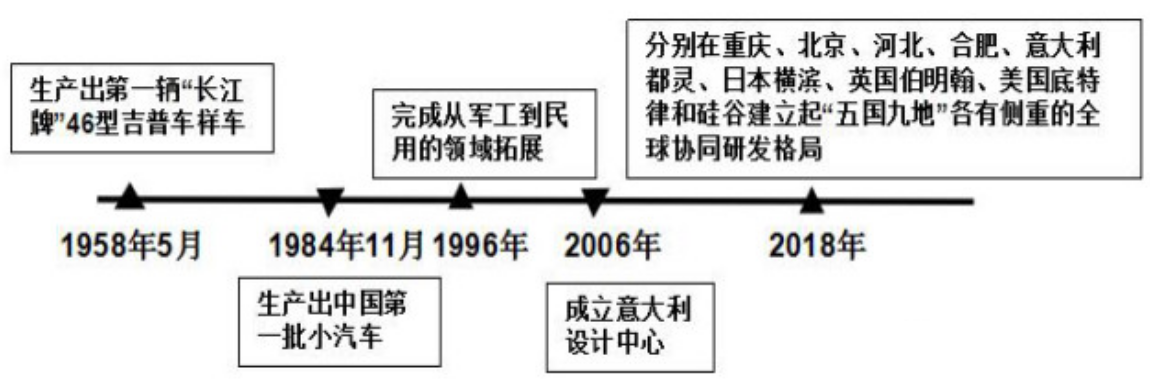 生产出第一辆“长江
牌”46型吉普车祥车
完成从军工到民
用的领域拓展
分别在重庆、北京、河北、合肥、意大利
都灵、日本横滨、英国伯明翰、美国底特
律和硅谷建立起“五国九地”各有侧重的全
球协同研发格局
1958年5月
1984年11月
1996年
2006年
2018年
生产出中国第
一批小汽车
成立意大利
设计中心